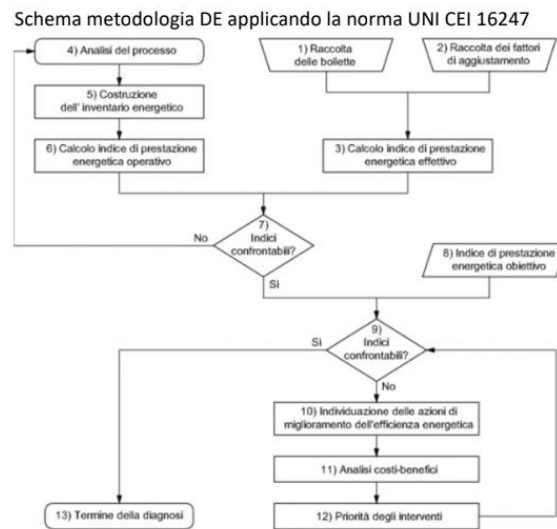 Schema metodologia DE applicando la norma UNI CEI 16247
4) Analisi del processo
1) Raccolta
delle bollette
2) Raccolta dei fattori
di aggiustamento
5) Costruzione
dell' inventario energetico
6) Calcolo indice di prestazione
energetica operativo
3) Calcolo indice di prestazione
energetica effettivo
7)
Indici
confrontabili?
No
Sì
8) Indice di prestazione
energetica obiettivo
9)
Indici
confrontabili?
Sì
No
10) Individuazione delle azioni di
miglioramento dell'efficienza energetica
11) Analisi costi-benefici
12) Priorità degli interventi
13) Termine della diagnosi